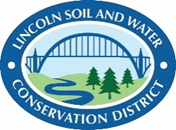 LINCOLN SOIL AND WATER
CONSERVATION DISTRICT